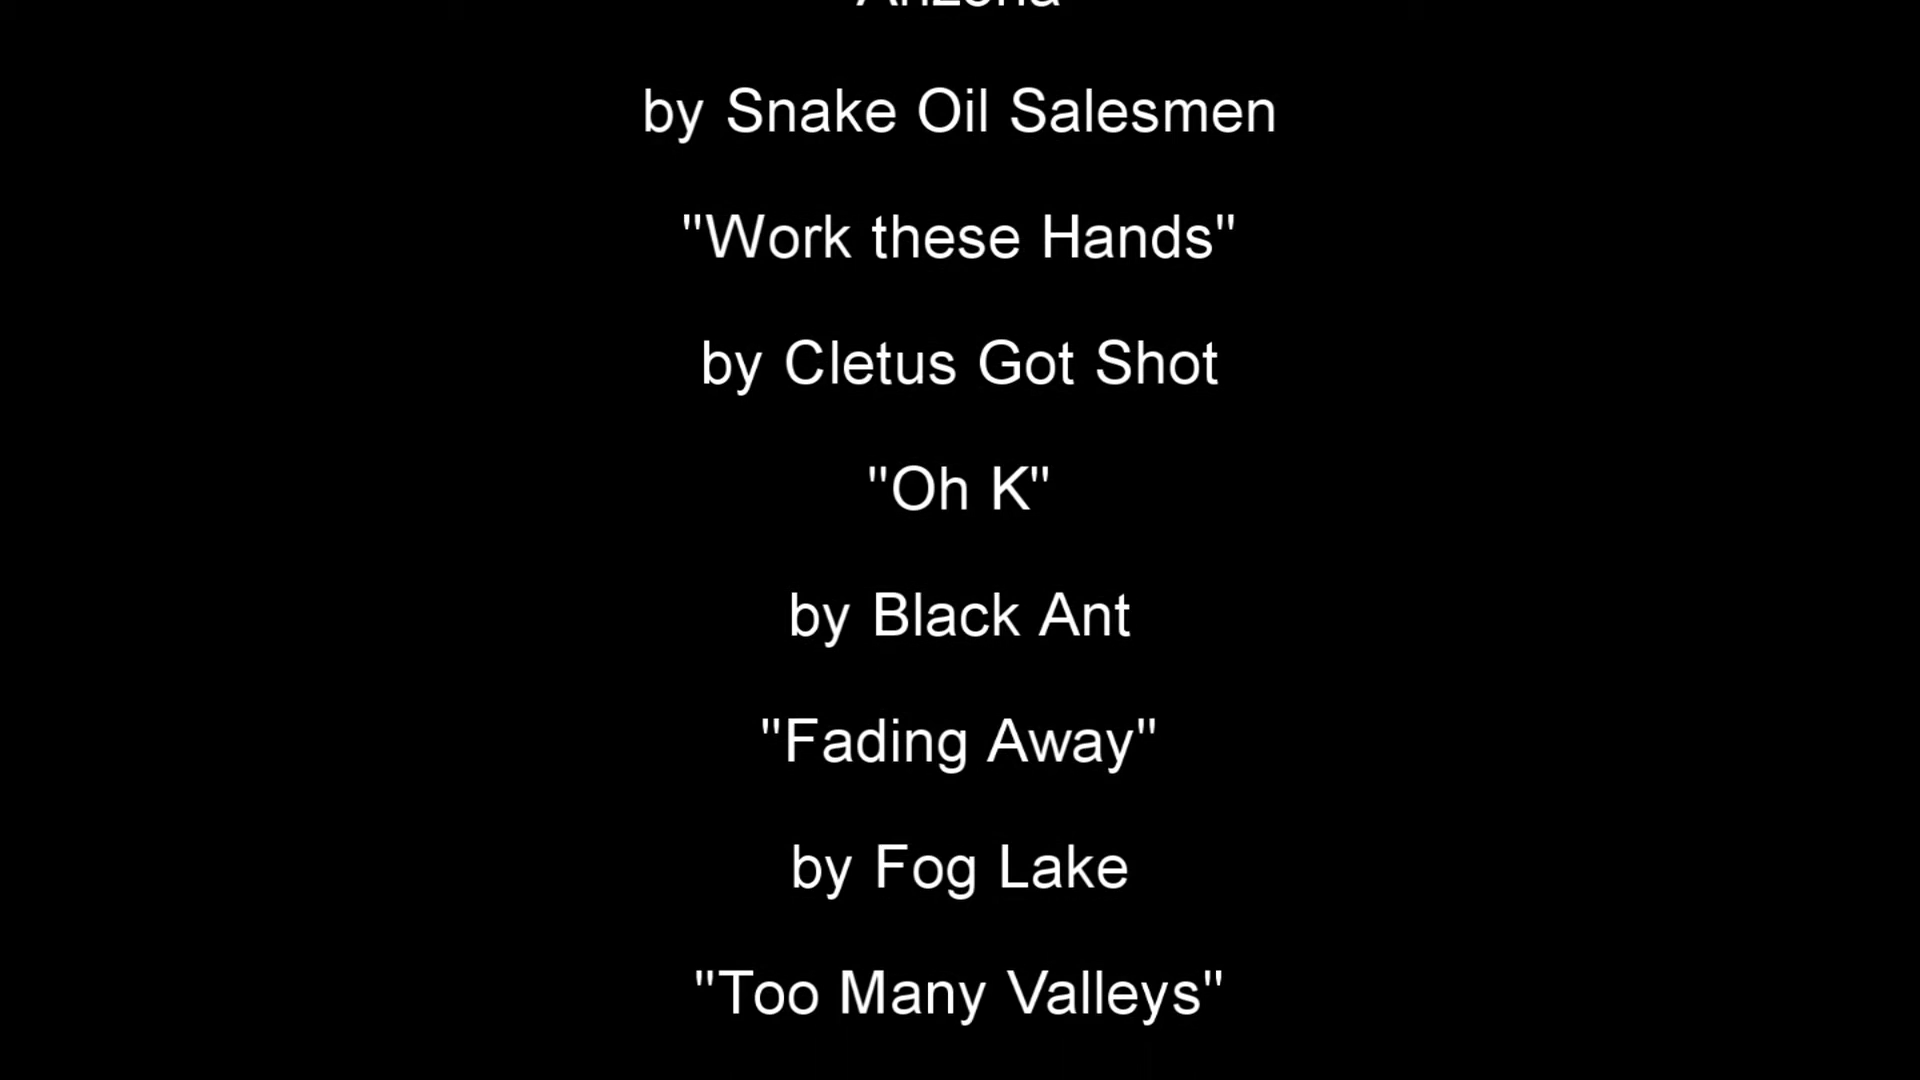 Arizona
by Snake Oil Salesmen
"Work these Hands"
by Cletus Got Shot
"Oh K"
by Black Ant
"Fading Away"
by Fog Lake
"Too Many Valleys"